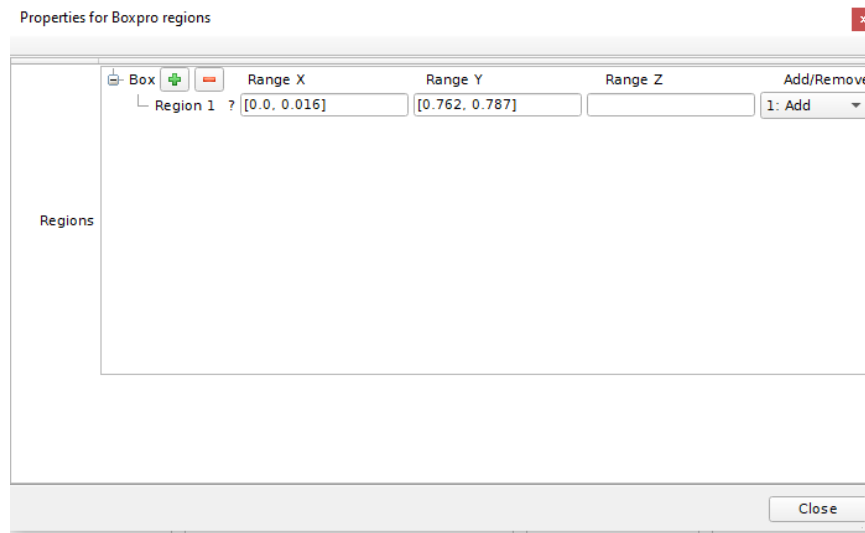 Properties for Boxpro regions
x
Box Range X Range Y Range Z Add/Remove
Region 1 ? [0.0, 0.016] [0.762, 0.787] 1: Add
Regions
Close